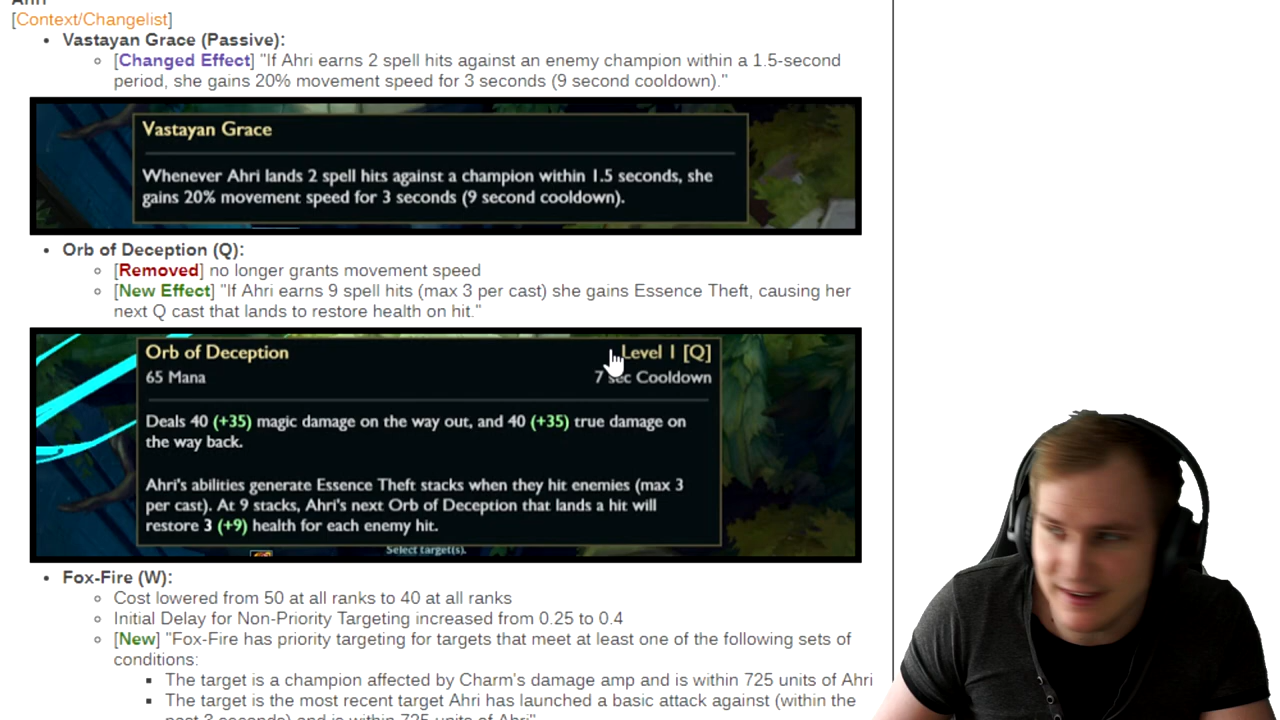 Ahri
[Context/Changelist]
• Vastayan Grace (Passive):
◦ [Changed Effect] "If Ahri earns 2 spell hits against an enemy champion within a 1.5-second
period, she gains 20% movement speed for 3 seconds (9 second cooldown)."
Vastayan Grace
Whenever Ahri lands 2 spell hits against a champion within 1.5 seconds, she
gains 20% movement speed for 3 seconds (9 second cooldown).
• Orb of Deception (Q):
◦ [Removed] no longer grants movement speed
◦ [New Effect] "If Ahri earns 9 spell hits (max 3 per cast) she gains Essence Theft, causing her
next Q cast that lands to restore health on hit."
Orb of Deception Level 1 [Q]
65 Mana 7 sec Cooldown
Deals 40 (+35) magic damage on the way out, and 40 (+35) true damage on
the way back.
Ahri's abilities generate Essence Theft stacks when they hit enemies (max 3
per cast). At 9 stacks, Ahri's next Orb of Deception that lands a hit will
restore 3 (+9) health for each enemy hit.
Select target(s).
• Fox-Fire (W):
◦ Cost lowered from 50 at all ranks to 40 at all ranks
◦ Initial Delay for Non-Priority Targeting increased from 0.25 to 0.4
◦ [New] "Fox-Fire has priority targeting for targets that meet at least one of the following sets of
conditions:
▪ The target is a champion affected by Charm's damage amp and is within 725 units of Ahri
▪ The target is the most recent target Ahri has launched a basic attack against (within the
past 3 seconds) and is within 725 units of Ahri"